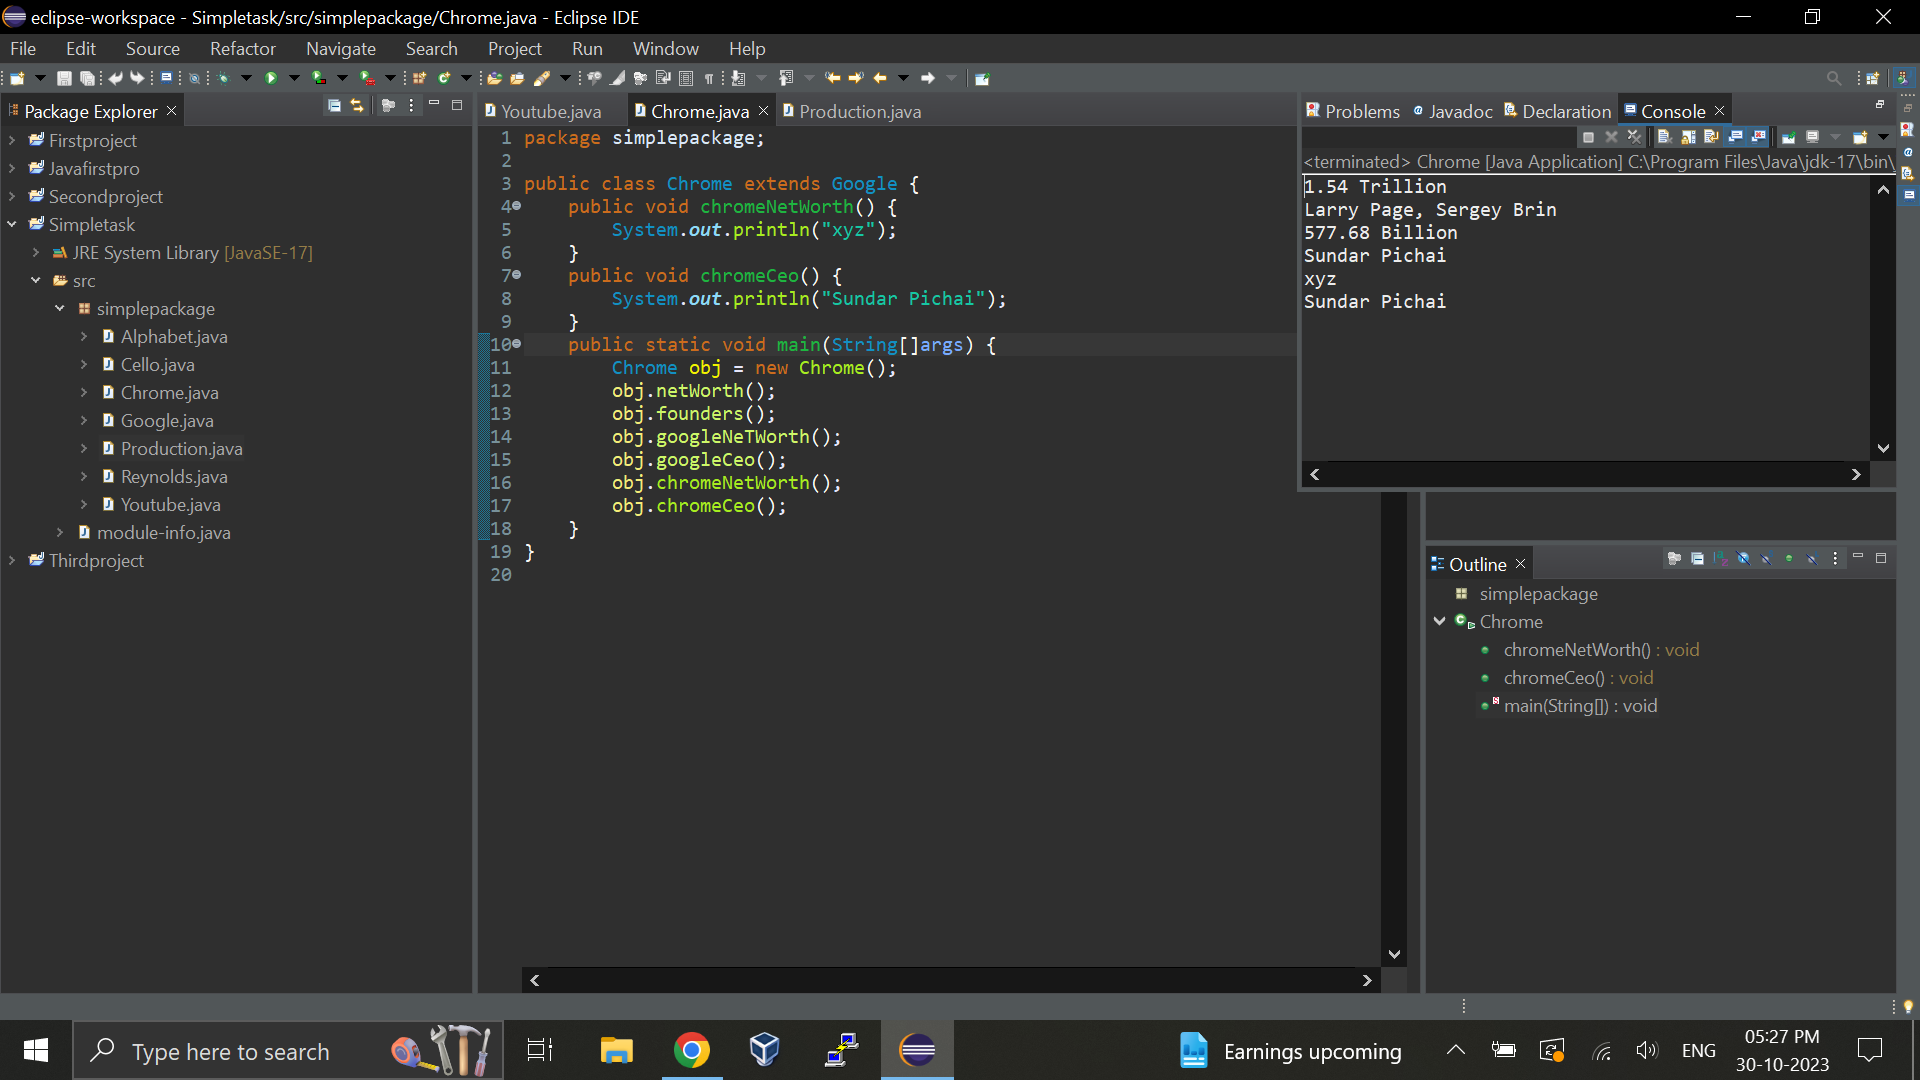 eclipse-workspace - Simpletask/src/simplepackage/Chrome.java - Eclipse IDE
File Edit Source Refactor Navigate Search Project Run Window Help
Package Explorer
Firstproject
Javafirstpro
Secondproject
Simpletask
JRE System Library [JavaSE-17]
src
simplepackage
Alphabet.java
Cello.java
Chrome.java
Google.java
Production.java
Reynolds.java
Youtube.java
module-info.java
Thirdproject
Youtube.java Chrome.java Production.java
1 package simplepackage;
2
3 public class Chrome extends Google {
4     public void chromeNetWorth() {
5         System.out.println("xyz");
6     }
7     public void chromeCeo() {
8         System.out.println("Sundar Pichai");
9     }
10     public static void main(String[]args) {
11         Chrome obj = new Chrome();
12         obj.netWorth();
13         obj.founders();
14         obj.googleNeTWorth();
15         obj.googleCeo();
16         obj.chromeNetWorth();
17         obj.chromeCeo();
18     }
19 }
20
Problems Javadoc Declaration Console
<terminated> Chrome [Java Application] C:\Program Files\Java\jdk-17\bin\
1.54 Trillion
Larry Page, Sergey Brin
577.68 Billion
Sundar Pichai
xyz
Sundar Pichai
Outline
simplepackage
Chrome
chromeNetWorth() : void
chromeCeo() : void
main(String[]) : void
Type here to search
Earnings upcoming
ENG
05:27 PM
30-10-2023